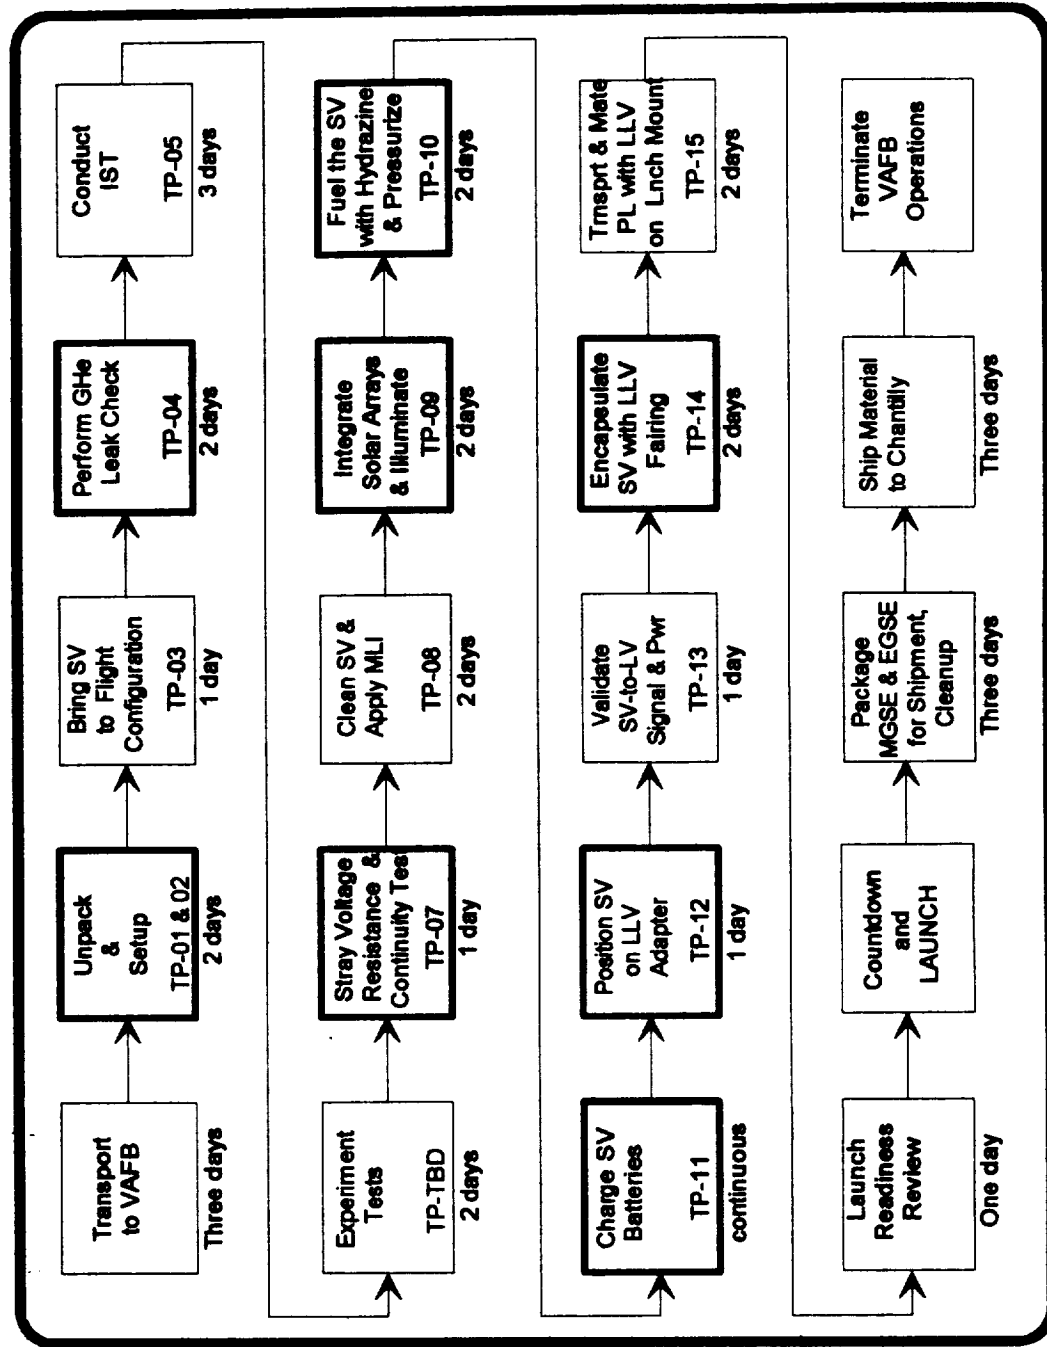 Transport
to VAFB
Three days
Unpack
&
Setup
TP-01 & 02
2 days
Bring SV
to Flight
Configuration
TP-03
1 day
Perform GHe
Leak Check
TP-04
2 days
Conduct
IST
TP-05
3 days
Experiment
Tests
TP-TBD
2 days
Stray Voltage
Resistance &
Continuity Test
TP-07
1 day
Clean SV &
Apply MLI
TP-08
2 days
Integrate
Solar Arrays
& Illuminate
TP-09
2 days
Fuel the SV
with Hydrazine
& Pressurize
TP-10
2 days
Charge SV
Batteries
TP-11
continuous
Position SV
on LLV
Adapter
TP-12
1 day
Validate
SV-to-LV
Signal & Pwr
TP-13
1 day
Encapsulate
SV with LLV
Fairing
TP-14
2 days
Trnsprt & Mate
PL with LLV
on Lnch Mount
TP-15
2 days
Launch
Readiness
Review
One day
Countdown
and
LAUNCH
Package
MGSE & EGSE
for Shipment,
Cleanup
Three days
Ship Material
to Chantilly
Three days
Terminate
VAFB
Operations